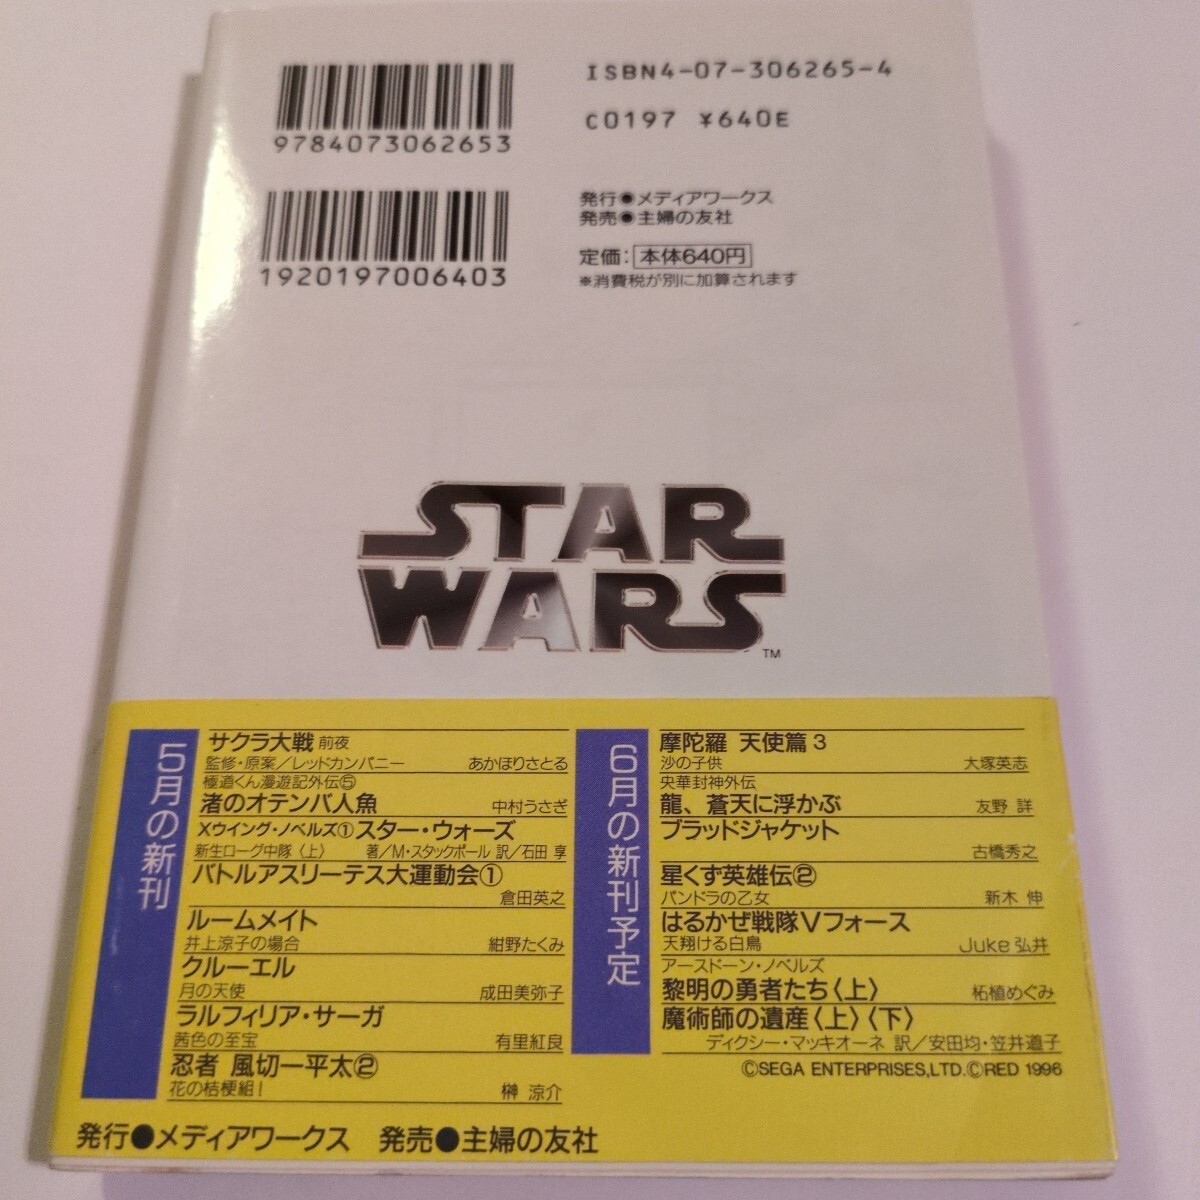 ISBN4-07-306265-4
C0197 ¥640E
9784073062653
1920197006403
発行●メディアワークス
発売●主婦の友社
定価：本体640円
※消費税が別に加算されます
STAR
WARS
TM
5月の新刊
サクラ大戦 前夜
監修・原案／レッドカンパニー あかほりさとる
極道くん漫遊記外伝⑤
渚のオテンバ人魚 中村うさぎ
Xウイング・ノベルズ① スター・ウォーズ
新生ローグ中隊〈上〉 著／M・スタックポール 訳／石田 享
バトルアスリーテス大運動会①
倉田英之
ルームメイト
井上涼子の場合 紺野たくみ
クルーエル
月の天使 成田美弥子
ラルフィリア・サーガ
茜色の至宝 有里紅良
忍者 風切一平太②
花の桔梗組！ 榊 涼介
6月の新刊予定
摩陀羅 天使篇 3
沙の子供 大塚英志
央華封神外伝
龍、蒼天に浮かぶ 友野 詳
ブラッドジャケット
古橋秀之
星くず英雄伝②
パンドラの乙女 新木 伸
はるかぜ戦隊Vフォース
天翔ける白鳥 Juke 弘井
アースドーン・ノベルズ
黎明の勇者たち〈上〉 柘植めぐみ
魔術師の遺産〈上〉〈下〉
ディクシー・マッキオーネ 訳／安田均・笠井道子
©SEGA ENTERPRISES,LTD.©RED 1996
発行●メディアワークス 発売●主婦の友社